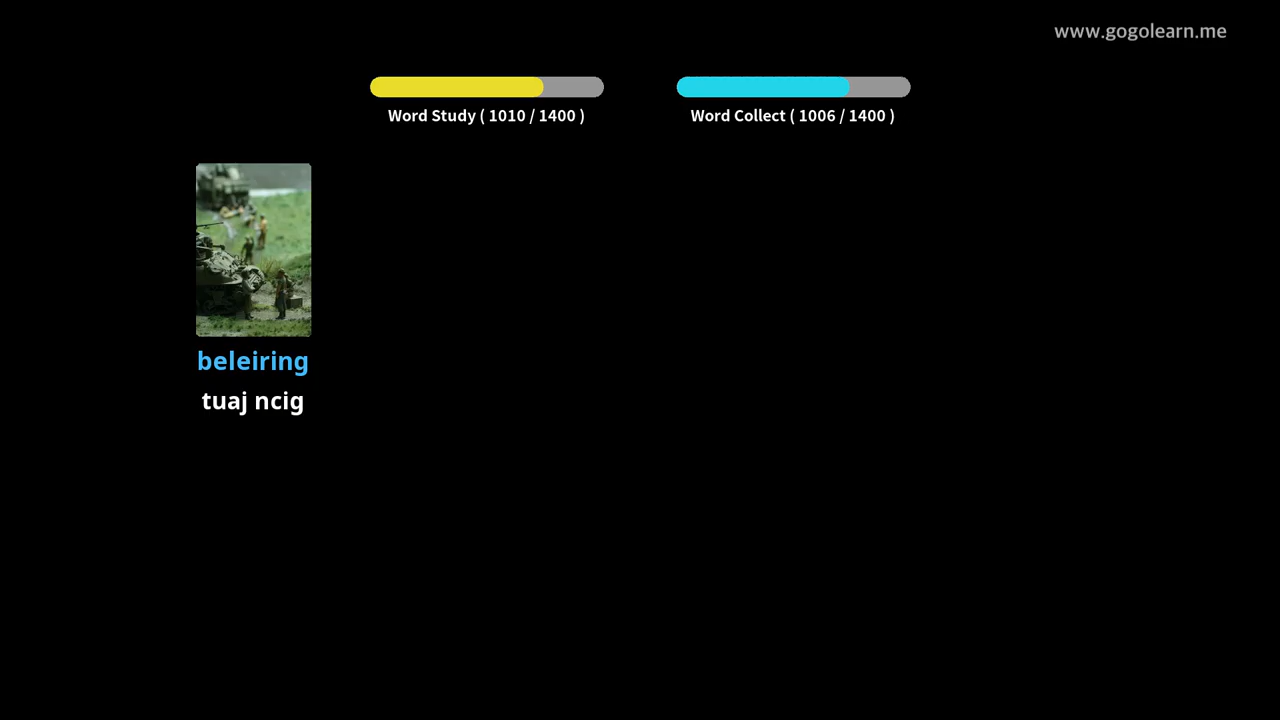 www.gogolearn.me
Word Study ( 1010 / 1400 )
Word Collect ( 1006 / 1400 )
beleiring
tuaj ncig